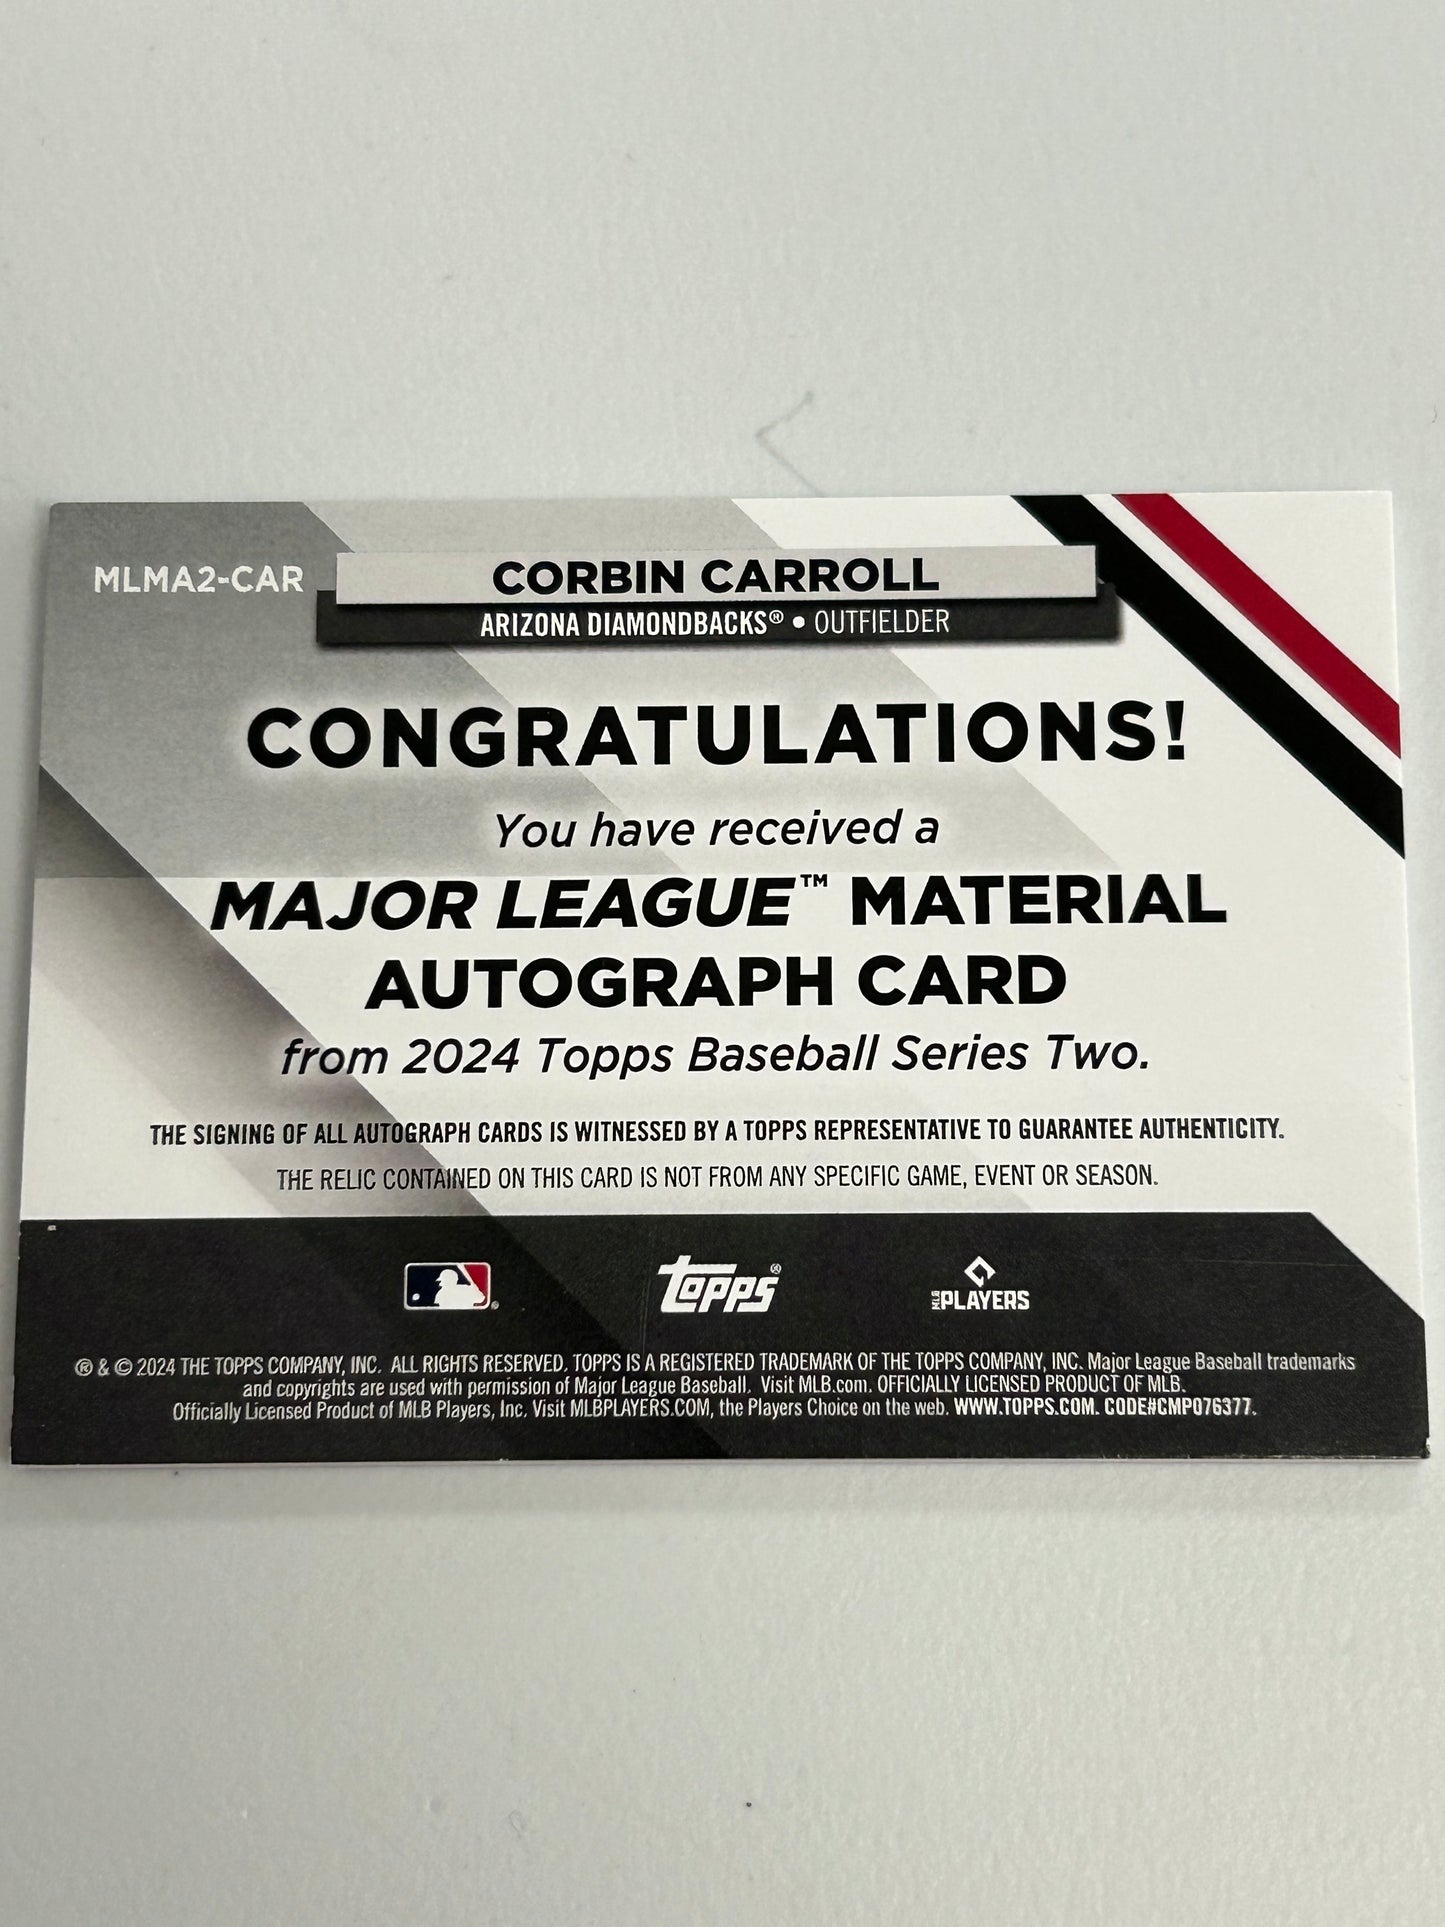 MLMA2-CAR
CORBIN CARROLL
ARIZONA DIAMONDBACKS® • OUTFIELDER
CONGRATULATIONS!
You have received a
MAJOR LEAGUE™ MATERIAL
AUTOGRAPH CARD
from 2024 Topps Baseball Series Two.
THE SIGNING OF ALL AUTOGRAPH CARDS IS WITNESSED BY A TOPPS REPRESENTATIVE TO GUARANTEE AUTHENTICITY.
THE RELIC CONTAINED ON THIS CARD IS NOT FROM ANY SPECIFIC GAME, EVENT OR SEASON.
topps® MLB PLAYERS
® & © 2024 THE TOPPS COMPANY, INC. ALL RIGHTS RESERVED. TOPPS IS A REGISTERED TRADEMARK OF THE TOPPS COMPANY, INC. Major League Baseball trademarks
and copyrights are used with permission of Major League Baseball. Visit MLB.com. OFFICIALLY LICENSED PRODUCT OF MLB.
Officially Licensed Product of MLB Players, Inc. Visit MLBPLAYERS.COM, the Players Choice on the web. WWW.TOPPS.COM. CODE#CMP076377.